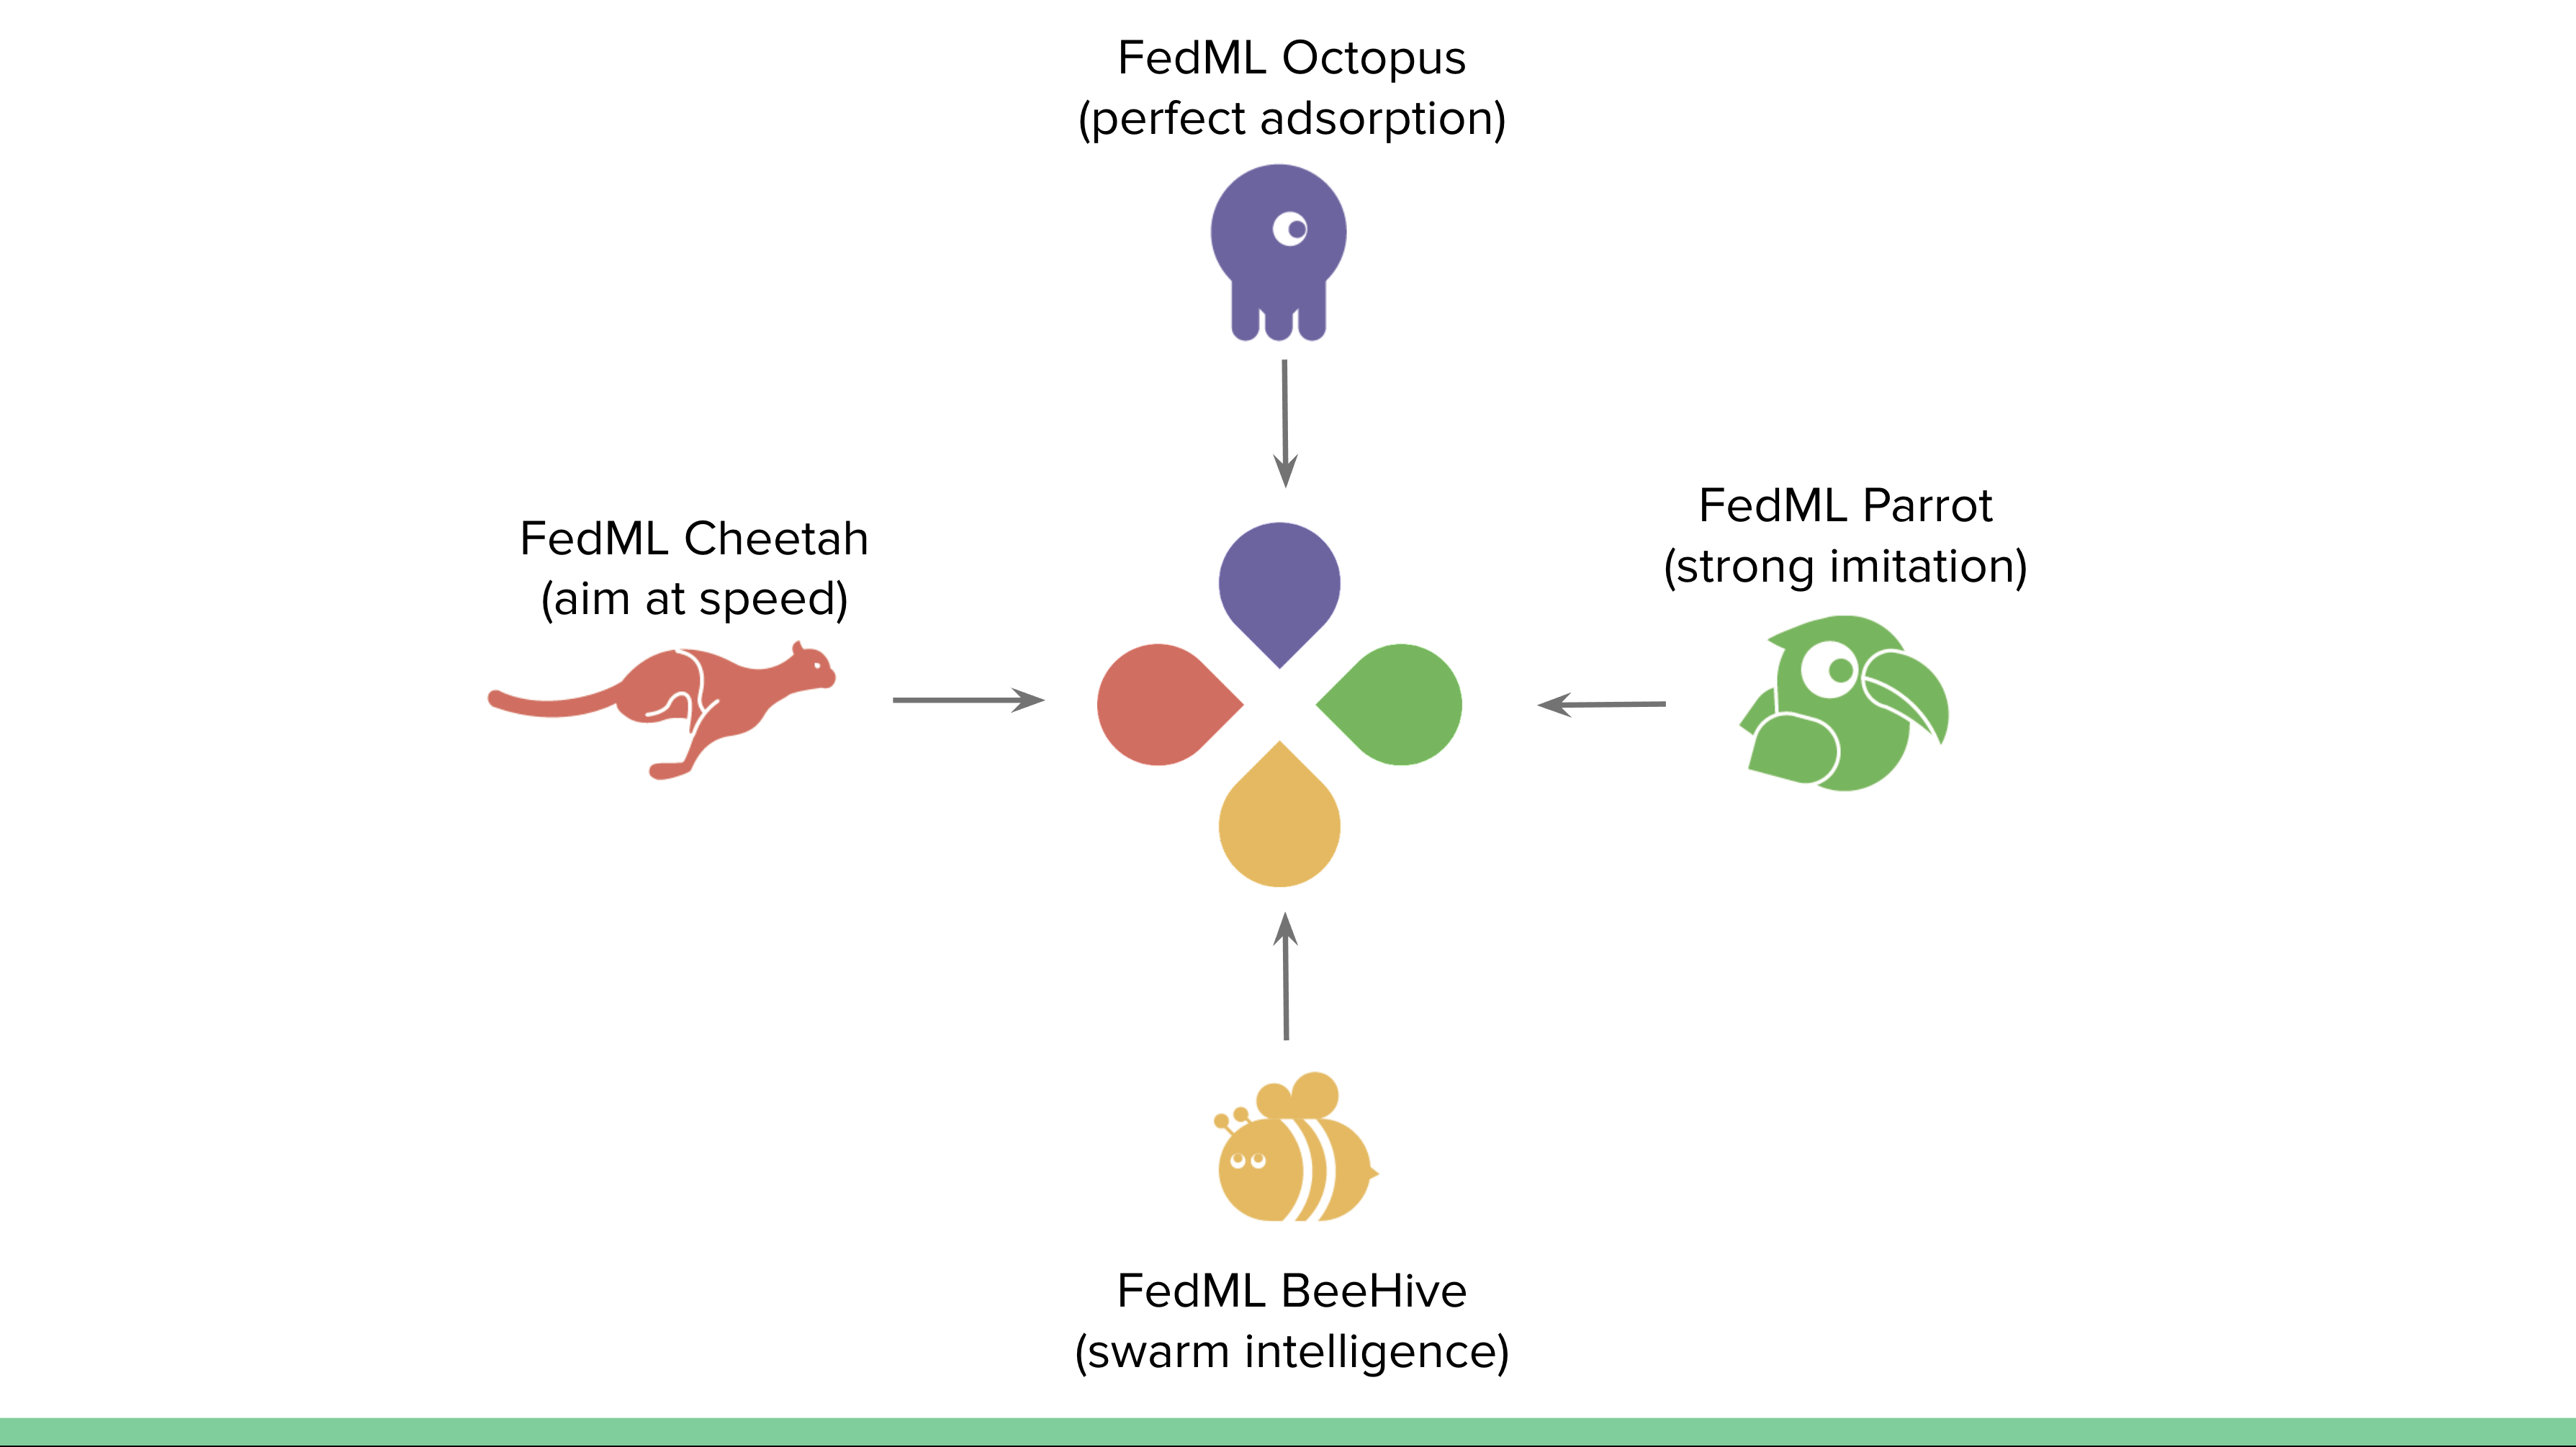 FedML Octopus
(perfect adsorption)
FedML Cheetah
(aim at speed)
FedML Parrot
(strong imitation)
FedML BeeHive
(swarm intelligence)